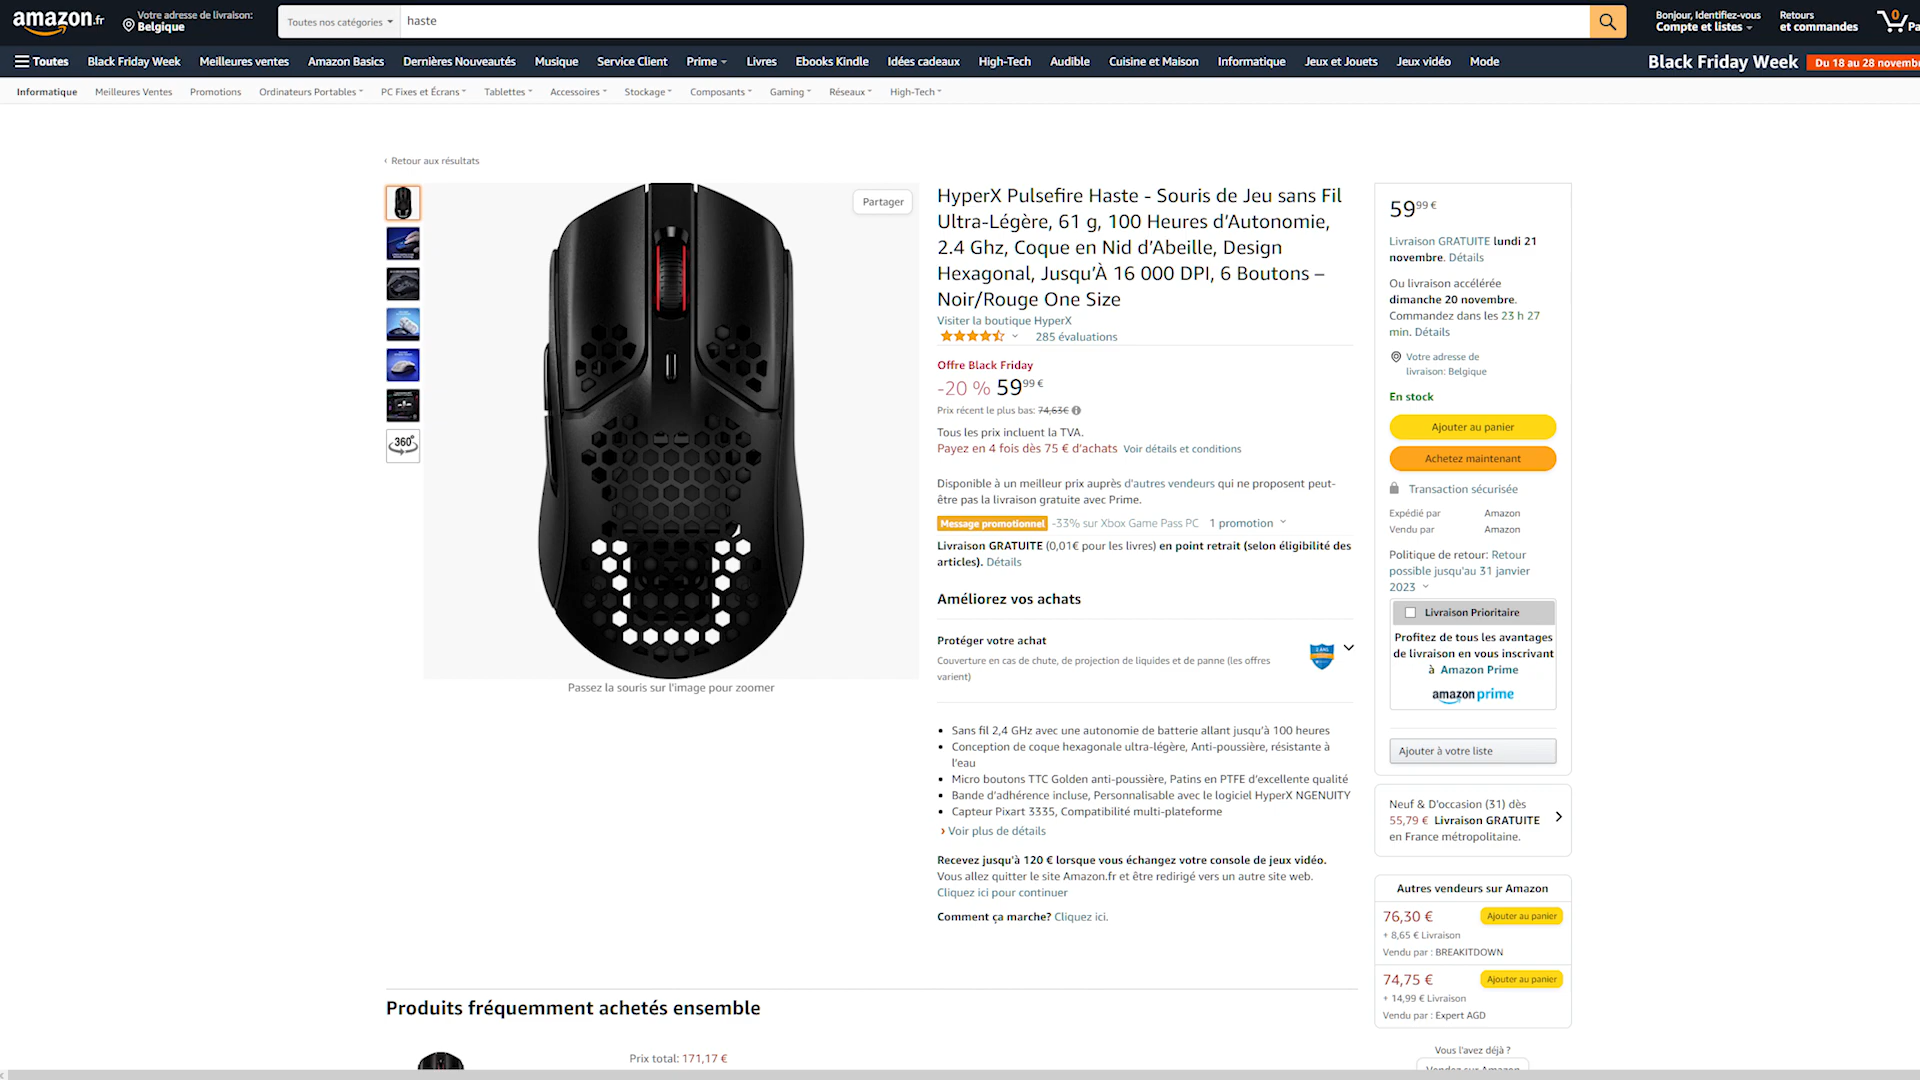 amazon.fr
Votre adresse de livraison:
Belgique
Toutes nos catégories
haste
Bonjour, Identifiez-vous
Compte et listes
Retours
et commandes
0
Pa
Toutes
Black Friday Week
Meilleures ventes
Amazon Basics
Dernières Nouveautés
Musique
Service Client
Prime
Livres
Ebooks Kindle
Idées cadeaux
High-Tech
Audible
Cuisine et Maison
Informatique
Jeux et Jouets
Jeux vidéo
Mode
Black Friday Week
Du 18 au 28 novembr
Informatique
Meilleures Ventes
Promotions
Ordinateurs Portables
PC Fixes et Écrans
Tablettes
Accessoires
Stockage
Composants
Gaming
Réseaux
High-Tech
‹ Retour aux résultats
360°
Partager
Passez la souris sur l'image pour zoomer
HyperX Pulsefire Haste - Souris de Jeu sans Fil
Ultra-Légère, 61 g, 100 Heures d'Autonomie,
2.4 Ghz, Coque en Nid d'Abeille, Design
Hexagonal, Jusqu'À 16 000 DPI, 6 Boutons –
Noir/Rouge One Size
Visiter la boutique HyperX
285 évaluations
Offre Black Friday
-20 % 59,99 €
Prix récent le plus bas: 74,63€
Tous les prix incluent la TVA.
Payez en 4 fois dès 75 € d'achats Voir détails et conditions
Disponible à un meilleur prix auprès d'autres vendeurs qui ne proposent peut-
être pas la livraison gratuite avec Prime.
Message promotionnel -33% sur Xbox Game Pass PC 1 promotion
Livraison GRATUITE (0,01€ pour les livres) en point retrait (selon éligibilité des
articles). Détails
Améliorez vos achats
Protéger votre achat
Couverture en cas de chute, de projection de liquides et de panne (les offres
varient)
• Sans fil 2,4 GHz avec une autonomie de batterie allant jusqu'à 100 heures
• Conception de coque hexagonale ultra-légère, Anti-poussière, résistante à
l'eau
• Micro boutons TTC Golden anti-poussière, Patins en PTFE d'excellente qualité
• Bande d'adhérence incluse, Personnalisable avec le logiciel HyperX NGENUITY
• Capteur Pixart 3335, Compatibilité multi-plateforme
› Voir plus de détails
Recevez jusqu'à 120 € lorsque vous échangez votre console de jeux vidéo.
Vous allez quitter le site Amazon.fr et être redirigé vers un autre site web.
Cliquez ici pour continuer
Comment ça marche? Cliquez ici.
59,99 €
Livraison GRATUITE lundi 21
novembre. Détails
Ou livraison accélérée
dimanche 20 novembre.
Commandez dans les 23 h 27
min. Détails
Votre adresse de
livraison: Belgique
En stock
Ajouter au panier
Achetez maintenant
Transaction sécurisée
Expédié par Amazon
Vendu par Amazon
Politique de retour: Retour
possible jusqu'au 31 janvier
2023
Livraison Prioritaire
Profitez de tous les avantages
de livraison en vous inscrivant
à Amazon Prime
amazon prime
Ajouter à votre liste
Neuf & D'occasion (31) dès
55,79 € Livraison GRATUITE
en France métropolitaine.
Autres vendeurs sur Amazon
76,30 € Ajouter au panier
+ 8,65 € Livraison
Vendu par : BREAKITDOWN
74,75 € Ajouter au panier
+ 14,99 € Livraison
Vendu par : Expert AGD
Vous l'avez déjà ?
Vendez sur Amazon
Produits fréquemment achetés ensemble
Prix total: 171,17 €